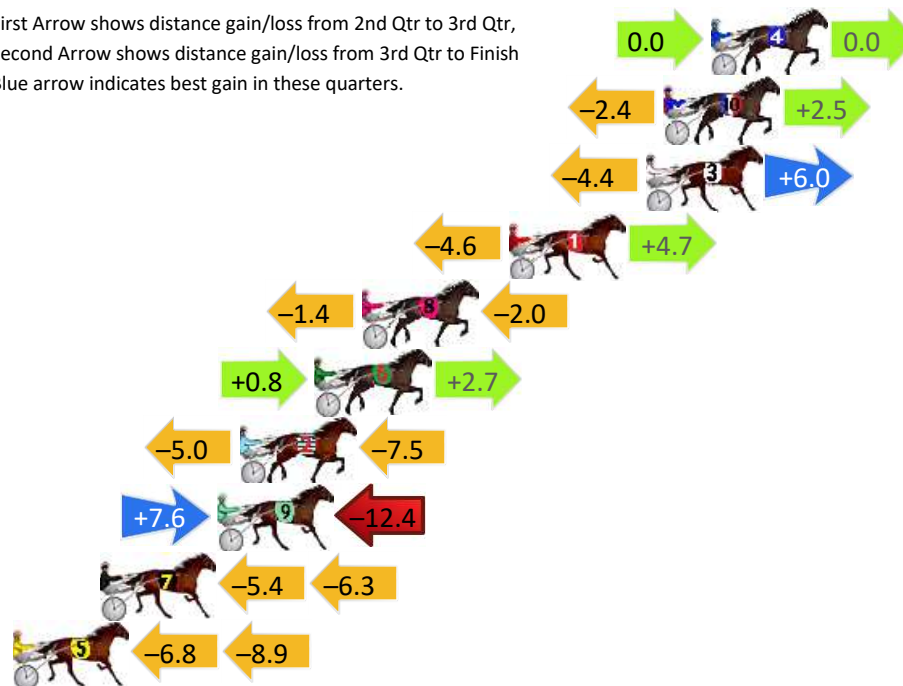 irst Arrow shows distance gain/loss from 2nd Qtr to 3rd Qtr,
econd Arrow shows distance gain/loss from 3rd Qtr to Finish
Blue arrow indicates best gain in these quarters.
0.0 4 0.0
−2.4 10 +2.5
−4.4 3 +6.0
−4.6 1 +4.7
−1.4 8 −2.0
+0.8 6 +2.7
−5.0 2 −7.5
+7.6 9 −12.4
7 −5.4 −6.3
5 −6.8 −8.9